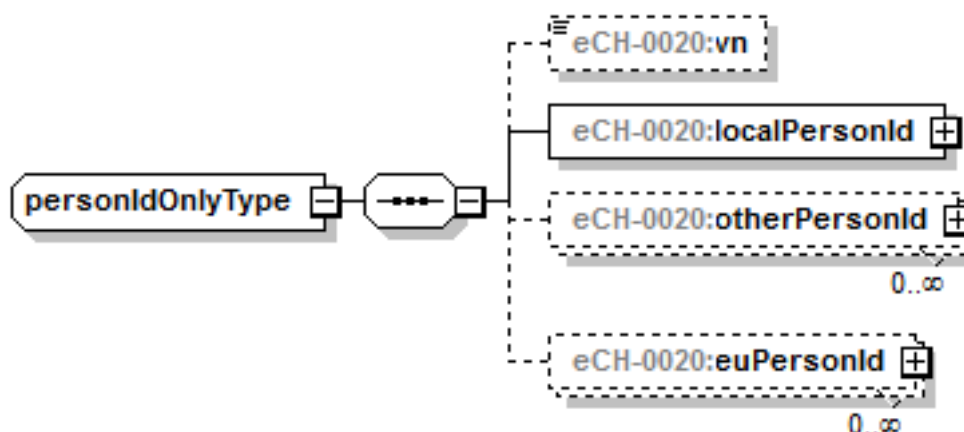 eCH-0020:vn
eCH-0020:localPersonId
personIdOnlyType
eCH-0020:otherPersonId
0..∞
eCH-0020:euPersonId
0..∞